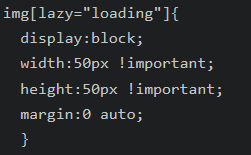 img[lazy="loading"]{
display:block;
width:50px !important;
height:50px !important;
margin:0 auto;
}